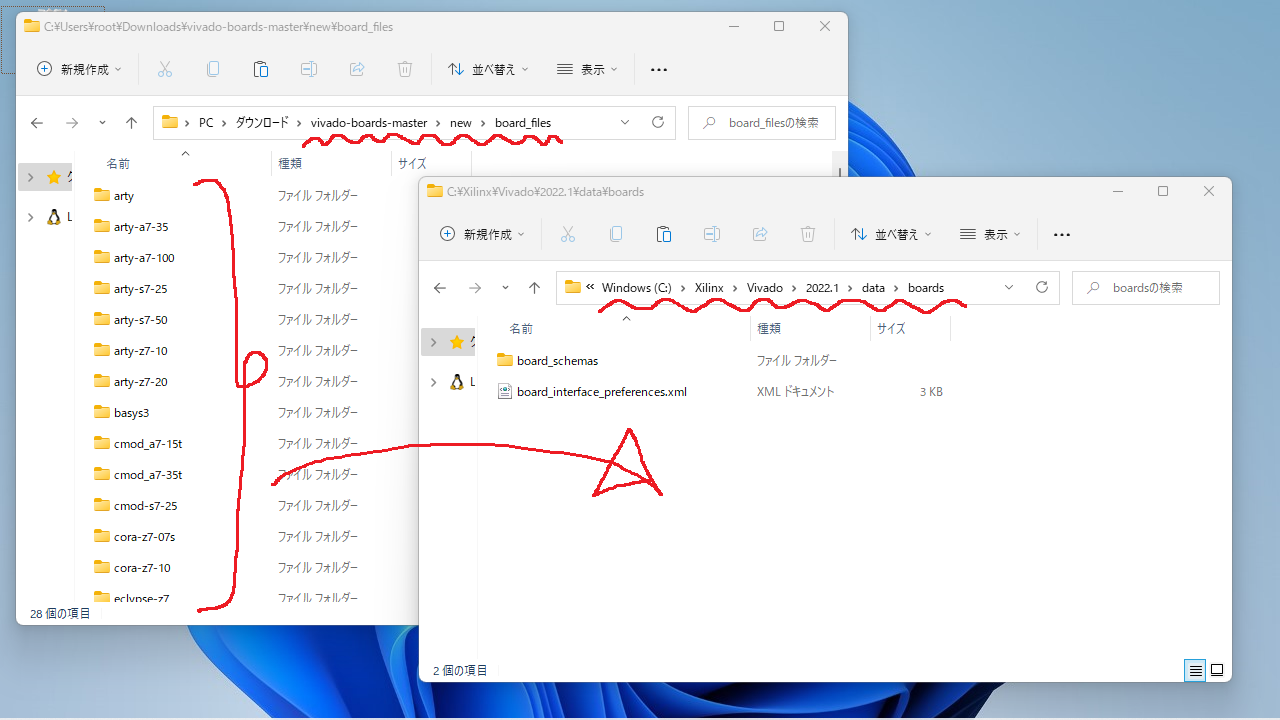 C:¥Users¥root¥Downloads¥vivado-boards-master¥new¥board_files
新規作成 並べ替え 表示
PC ダウンロード vivado-boards-master new board_files board_filesの検索
名前 種類 サイズ
arty ファイル フォルダー
arty-a7-35 ファイル フォルダー
arty-a7-100 ファイル フォルダー
arty-s7-25 ファイル フォルダー
arty-s7-50 ファイル フォルダー
arty-z7-10 ファイル フォルダー
arty-z7-20 ファイル フォルダー
basys3 ファイル フォルダー
cmod_a7-15t ファイル フォルダー
cmod_a7-35t ファイル フォルダー
cmod-s7-25 ファイル フォルダー
cora-z7-07s ファイル フォルダー
cora-z7-10 ファイル フォルダー
eclypse-z7 ファイル フォルダー
28 個の項目
C:¥Xilinx¥Vivado¥2022.1¥data¥boards
新規作成 並べ替え 表示
« Windows (C:) Xilinx Vivado 2022.1 data boards boardsの検索
名前 種類 サイズ
board_schemas ファイル フォルダー
board_interface_preferences.xml XML ドキュメント 3 KB
2 個の項目